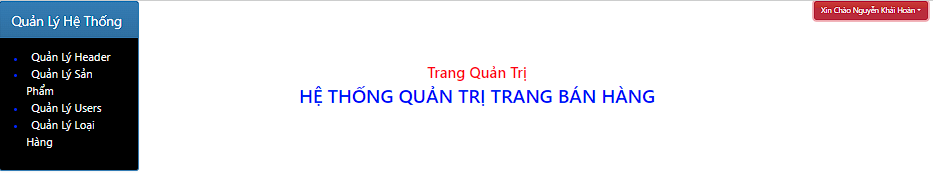 Quản Lý Hệ Thống
Xin Chào Nguyễn Khải Hoàn
Quản Lý Header
Quản Lý Sản
Phẩm
Quản Lý Users
Quản Lý Loại
Hàng
Trang Quản Trị
HỆ THỐNG QUẢN TRỊ TRANG BÁN HÀNG